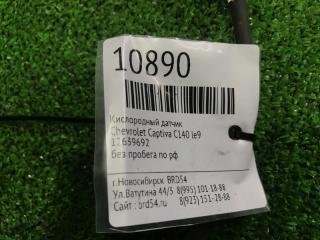 10890
Кислородный датчик
Chevrolet Captiva C140 le9
12639692
без пробега по рф
г.Новосибирск BRD54
Ул.Ватутина 44/3 8(995) 101-18-88
Сайт: brd54.ru 8(923) 151-28-88